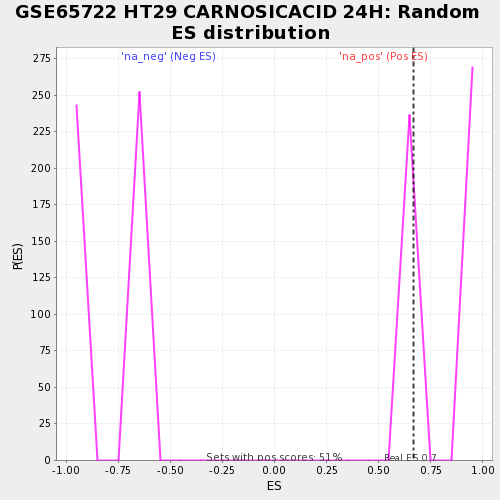 GSE65722 HT29 CARNOSICACID 24H: Random
ES distribution
'na_neg' (Neg ES)
'na_pos' (Pos ES)
275
250
225
200
175
150
125
100
75
50
25
0
P(ES)
Sets with pos scores: 51%
Real ES 0.7
-1.00
-0.75
-0.50
-0.25
0.00
0.25
0.50
0.75
1.00
ES